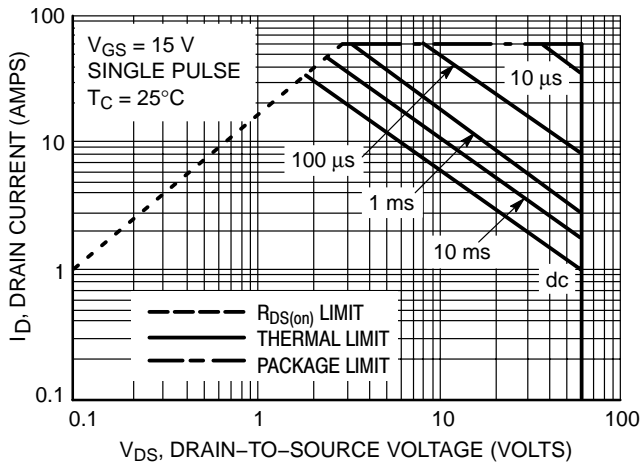 100
V_GS = 15 V
SINGLE PULSE
T_C = 25°C
10 µs
10
100 µs
1 ms
10 ms
1
dc
R_DS(on) LIMIT
THERMAL LIMIT
PACKAGE LIMIT
0.1
0.1
1
10
100
I_D, DRAIN CURRENT (AMPS)
V_DS, DRAIN−TO−SOURCE VOLTAGE (VOLTS)